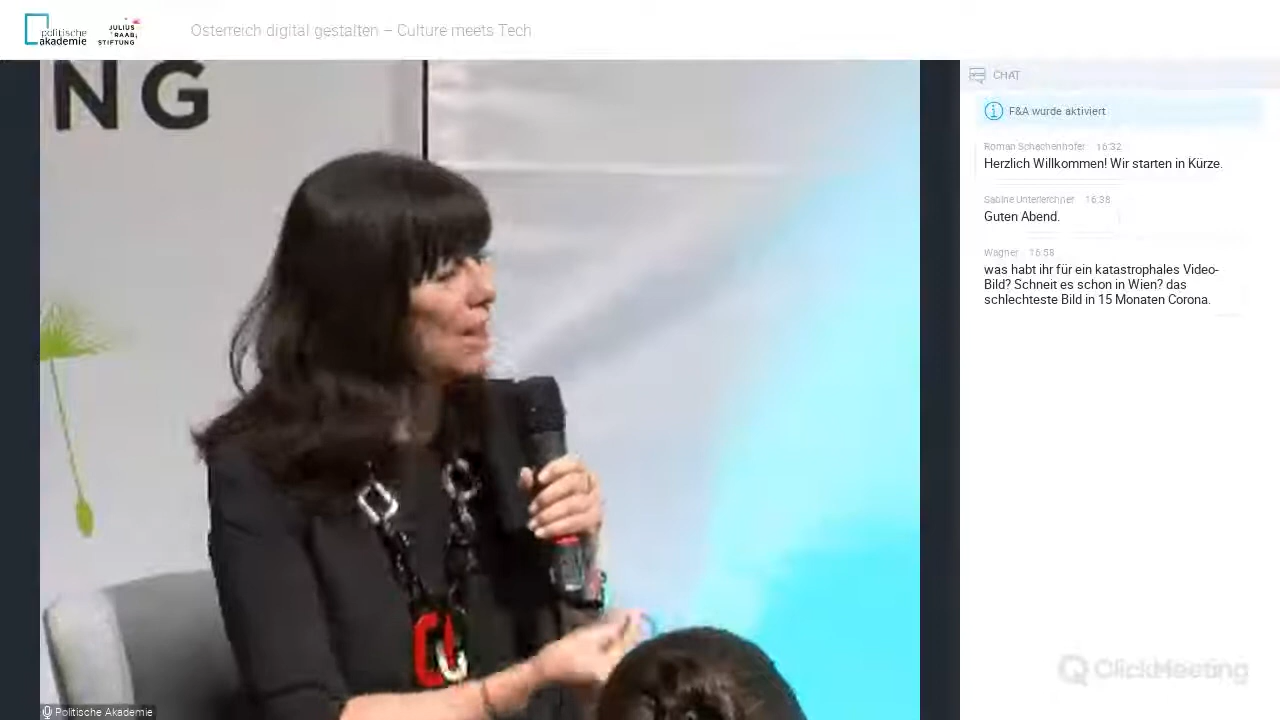 politische
akademie
JULIUS
RAAB
STIFTUNG
Österreich digital gestalten – Culture meets Tech
NG
CHAT
F&A wurde aktiviert
Roman Schachenhofer 16:32
Herzlich Willkommen! Wir starten in Kürze.
Sabine Unterlerchner 16:38
Guten Abend.
Wagner 16:58
was habt ihr für ein katastrophales Video-
Bild? Schneit es schon in Wien? das
schlechteste Bild in 15 Monaten Corona.
ClickMeeting
Politische Akademie